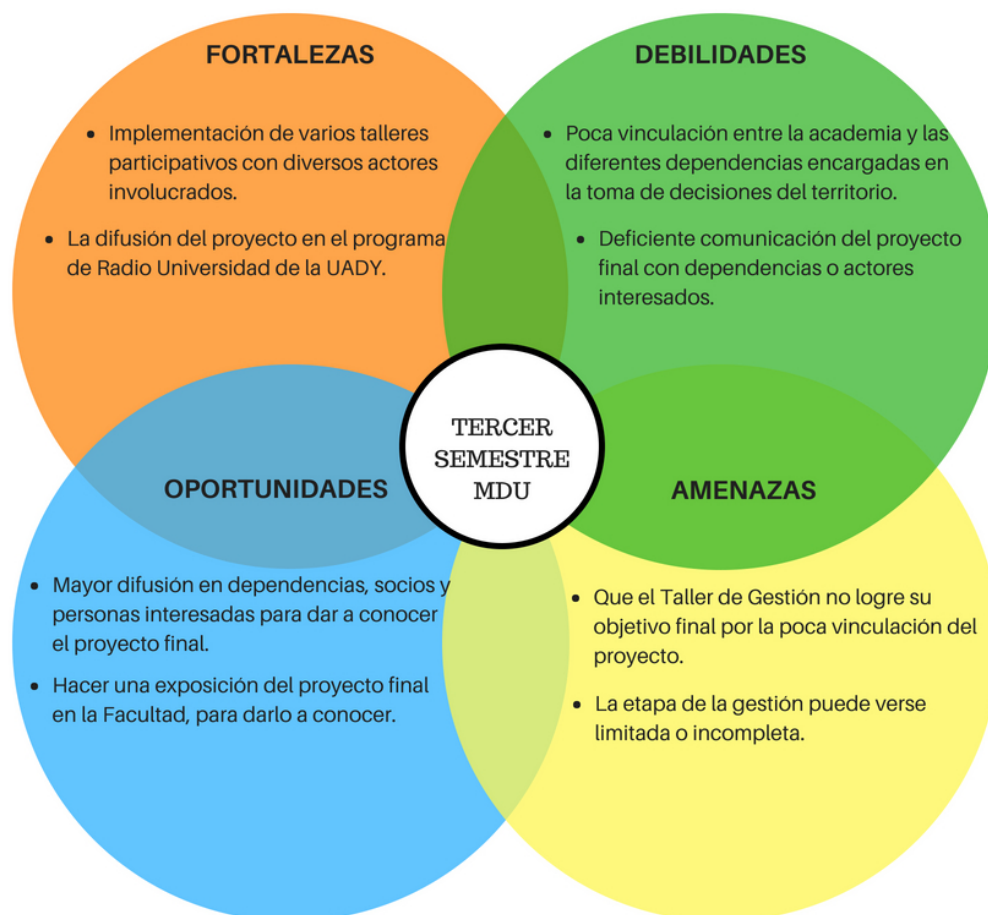 FORTALEZAS
• Implementación de varios talleres
participativos con diversos actores
involucrados.
• La difusión del proyecto en el programa
de Radio Universidad de la UADY.
DEBILIDADES
• Poca vinculación entre la academia y las
diferentes dependencias encargadas en
la toma de decisiones del territorio.
• Deficiente comunicación del proyecto
final con dependencias o actores
interesados.
TERCER
SEMESTRE
MDU
OPORTUNIDADES
• Mayor difusión en dependencias, socios y
personas interesadas para dar a conocer
el proyecto final.
• Hacer una exposición del proyecto final
en la Facultad, para darlo a conocer.
AMENAZAS
• Que el Taller de Gestión no logre su
objetivo final por la poca vinculación del
proyecto.
• La etapa de la gestión puede verse
limitada o incompleta.